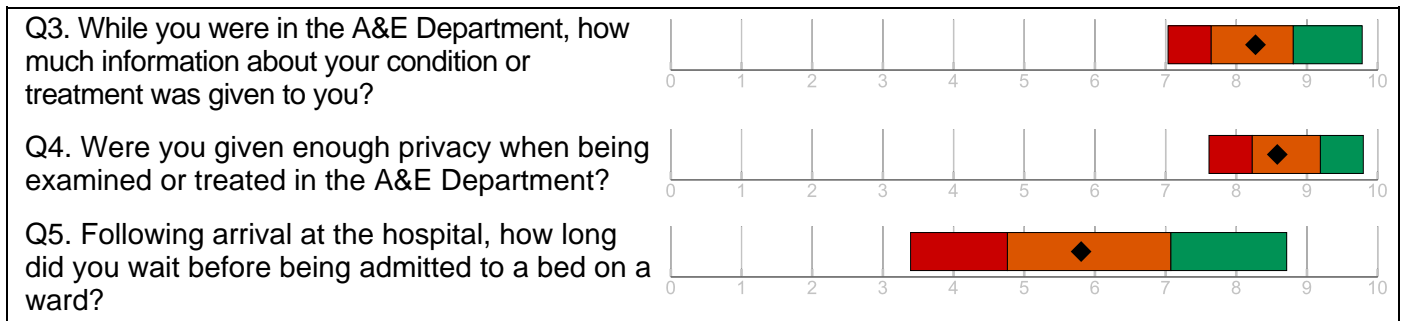 Q3. While you were in the A&E Department, how
much information about your condition or
treatment was given to you?
0 1 2 3 4 5 6 7 8 9 10
Q4. Were you given enough privacy when being
examined or treated in the A&E Department?
0 1 2 3 4 5 6 7 8 9 10
Q5. Following arrival at the hospital, how long
did you wait before being admitted to a bed on a
ward?
0 1 2 3 4 5 6 7 8 9 10